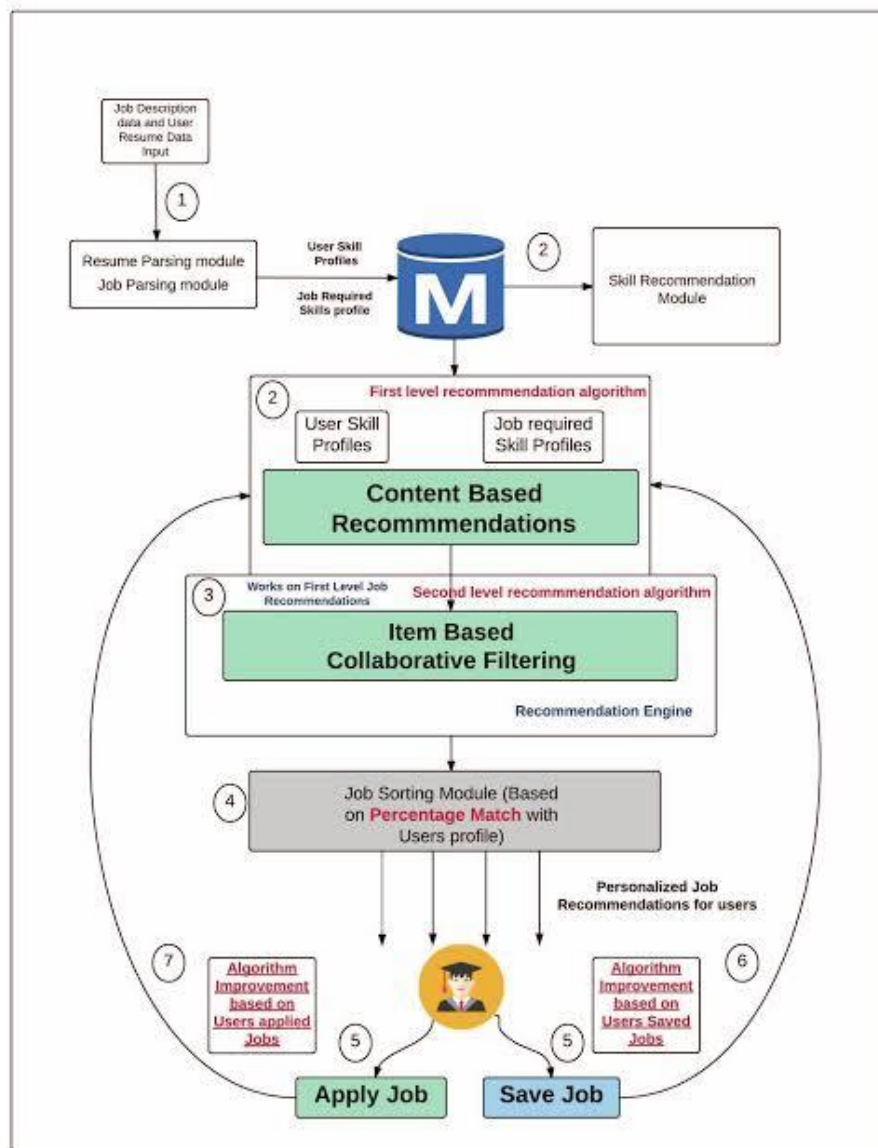 Job Description
data and User
Resume Data
Input
1
Resume Parsing module
Job Parsing module
User Skill
Profiles
Job Required
Skills profile
M
2
Skill Recommendation
Module
2
First level recommmendation algorithm
User Skill
Profiles
Job required
Skill Profiles
Content Based
Recommmendations
3
Works on First Level Job
Recommendations
Second level recommmendation algorithm
Item Based
Collaborative Filtering
Recommendation Engine
4
Job Sorting Module (Based
on Percentage Match with
Users profile)
Personalized Job
Recommendations for users
7
Algorithm
Improvement
based on
Users applied
Jobs
6
Algorithm
Improvement
based on
Users Saved
Jobs
5
5
Apply Job
Save Job